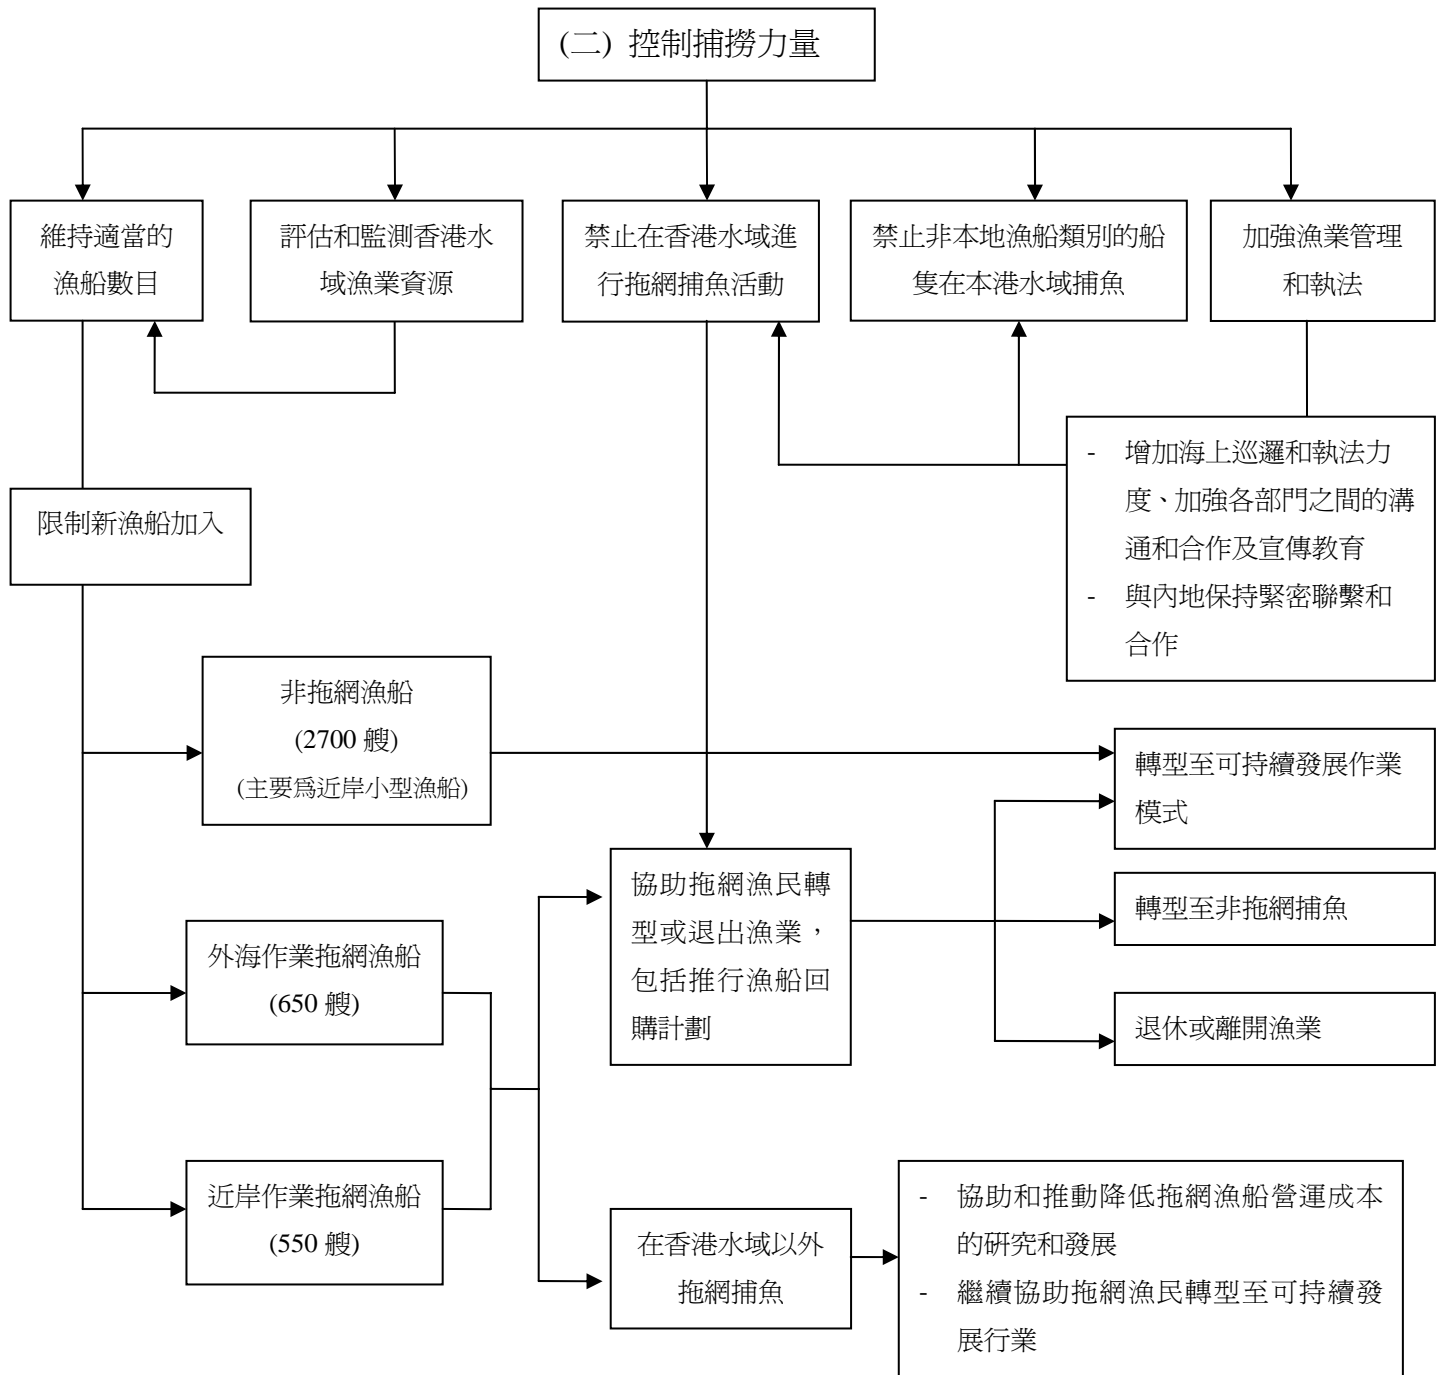 (二) 控制捕撈力量
維持適當的
漁船數目
評估和監測香港水
域漁業資源
禁止在香港水域進
行拖網捕魚活動
禁止非本地漁船類別的船
隻在本港水域捕魚
加強漁業管理
和執法
- 增加海上巡邏和執法力
度、加強各部門之間的溝
通和合作及宣傳教育
- 與內地保持緊密聯繫和
合作
限制新漁船加入
非拖網漁船
(2700 艘)
(主要為近岸小型漁船)
轉型至可持續發展作業
模式
協助拖網漁民轉
型或退出漁業，
包括推行漁船回
購計劃
轉型至非拖網捕魚
外海作業拖網漁船
(650 艘)
退休或離開漁業
近岸作業拖網漁船
(550 艘)
在香港水域以外
拖網捕魚
- 協助和推動降低拖網漁船營運成本
的研究和發展
- 繼續協助拖網漁民轉型至可持續發
展行業